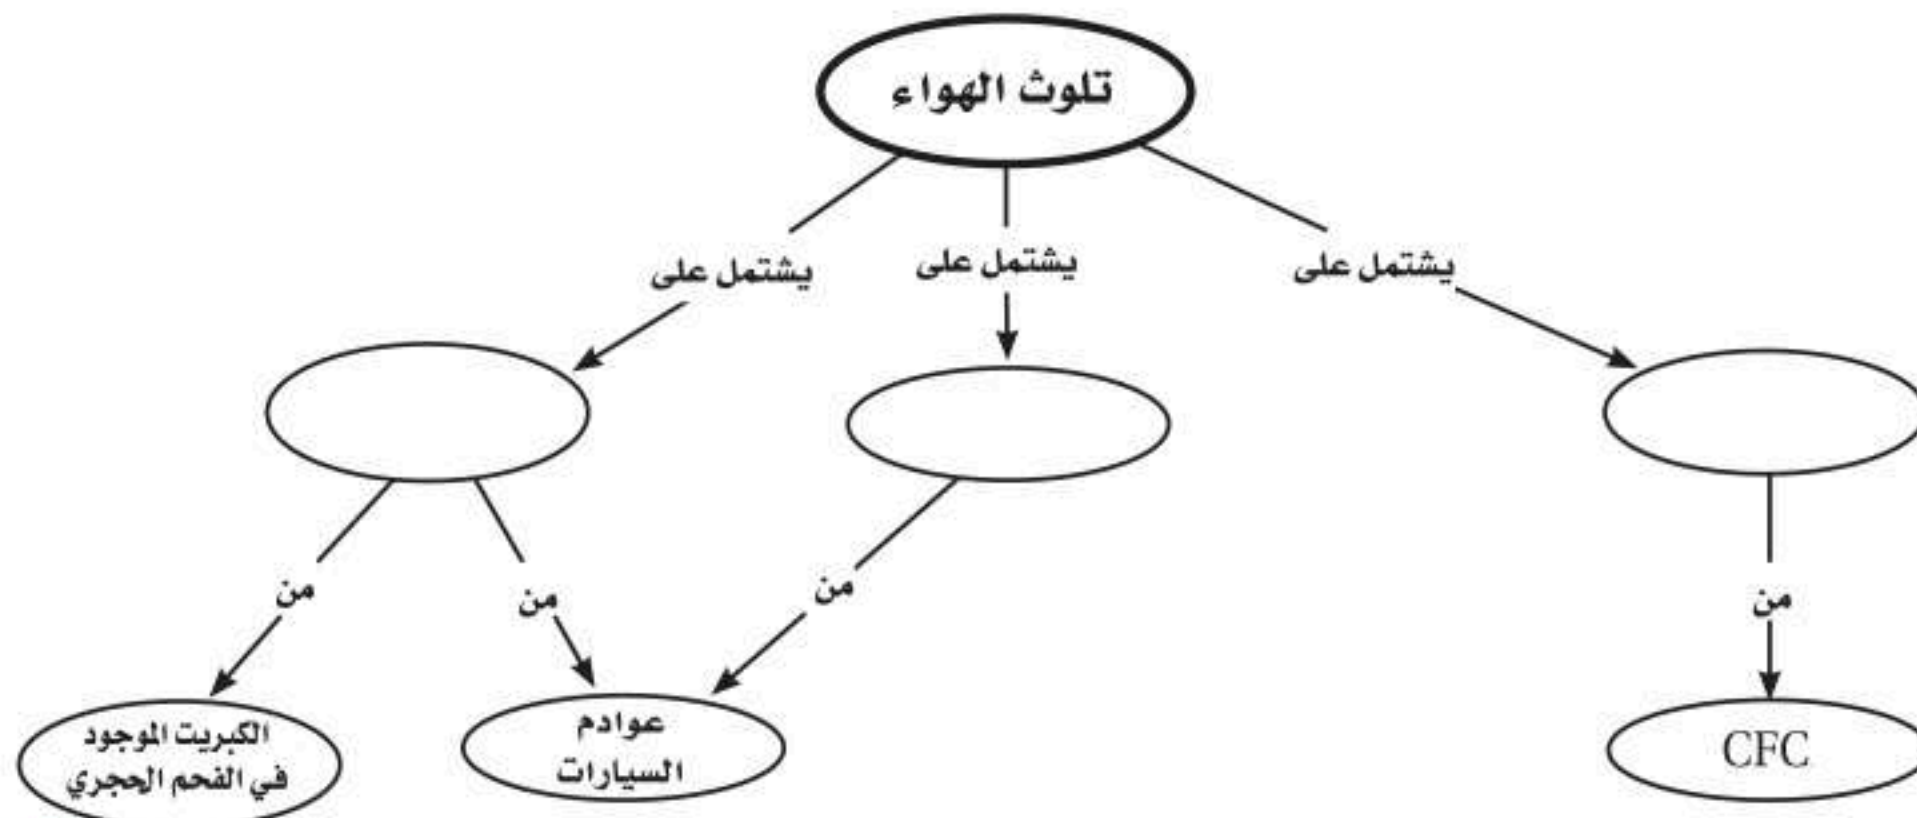 تلوث الهواء
يشتمل على
يشتمل على
يشتمل على
من
من
من
من
CFC
عوادم
السيارات
الكبريت الموجود
في الفحم الحجري